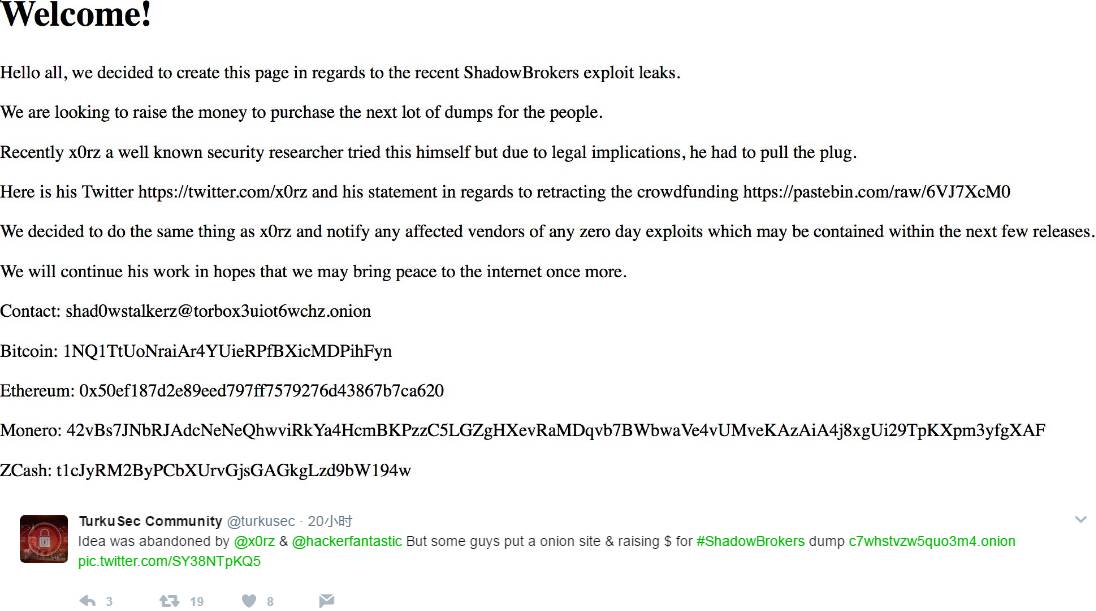 Welcome!
Hello all, we decided to create this page in regards to the recent ShadowBrokers exploit leaks.
We are looking to raise the money to purchase the next lot of dumps for the people.
Recently x0rz a well known security researcher tried this himself but due to legal implications, he had to pull the plug.
Here is his Twitter https://twitter.com/x0rz and his statement in regards to retracting the crowdfunding https://pastebin.com/raw/6VJ7XcM0
We decided to do the same thing as x0rz and notify any affected vendors of any zero day exploits which may be contained within the next few releases.
We will continue his work in hopes that we may bring peace to the internet once more.
Contact: shad0wstalkerz@torbox3uiot6wchz.onion
Bitcoin: 1NQ1TtUoNraiAr4YUieRPfBXicMDPihFyn
Ethereum: 0x50ef187d2e89eed797ff7579276d43867b7ca620
Monero: 42vBs7JNbRJAdcNeNeQhwviRkYa4HcmBKPzzC5LGZgHXevRaMDqvb7BWbwaVe4vUMveKAzAiA4j8xgUi29TpKXpm3yfgXAF
ZCash: t1cJyRM2ByPCbXUrvGjsGAGkgLzd9bW194w
TurkuSec Community @turkusec · 20小时
Idea was abandoned by @x0rz & @hackerfantastic But some guys put a onion site & raising $ for #ShadowBrokers dump c7whstvzw5quo3m4.onion
pic.twitter.com/SY38NTpKQ5
3 19 8